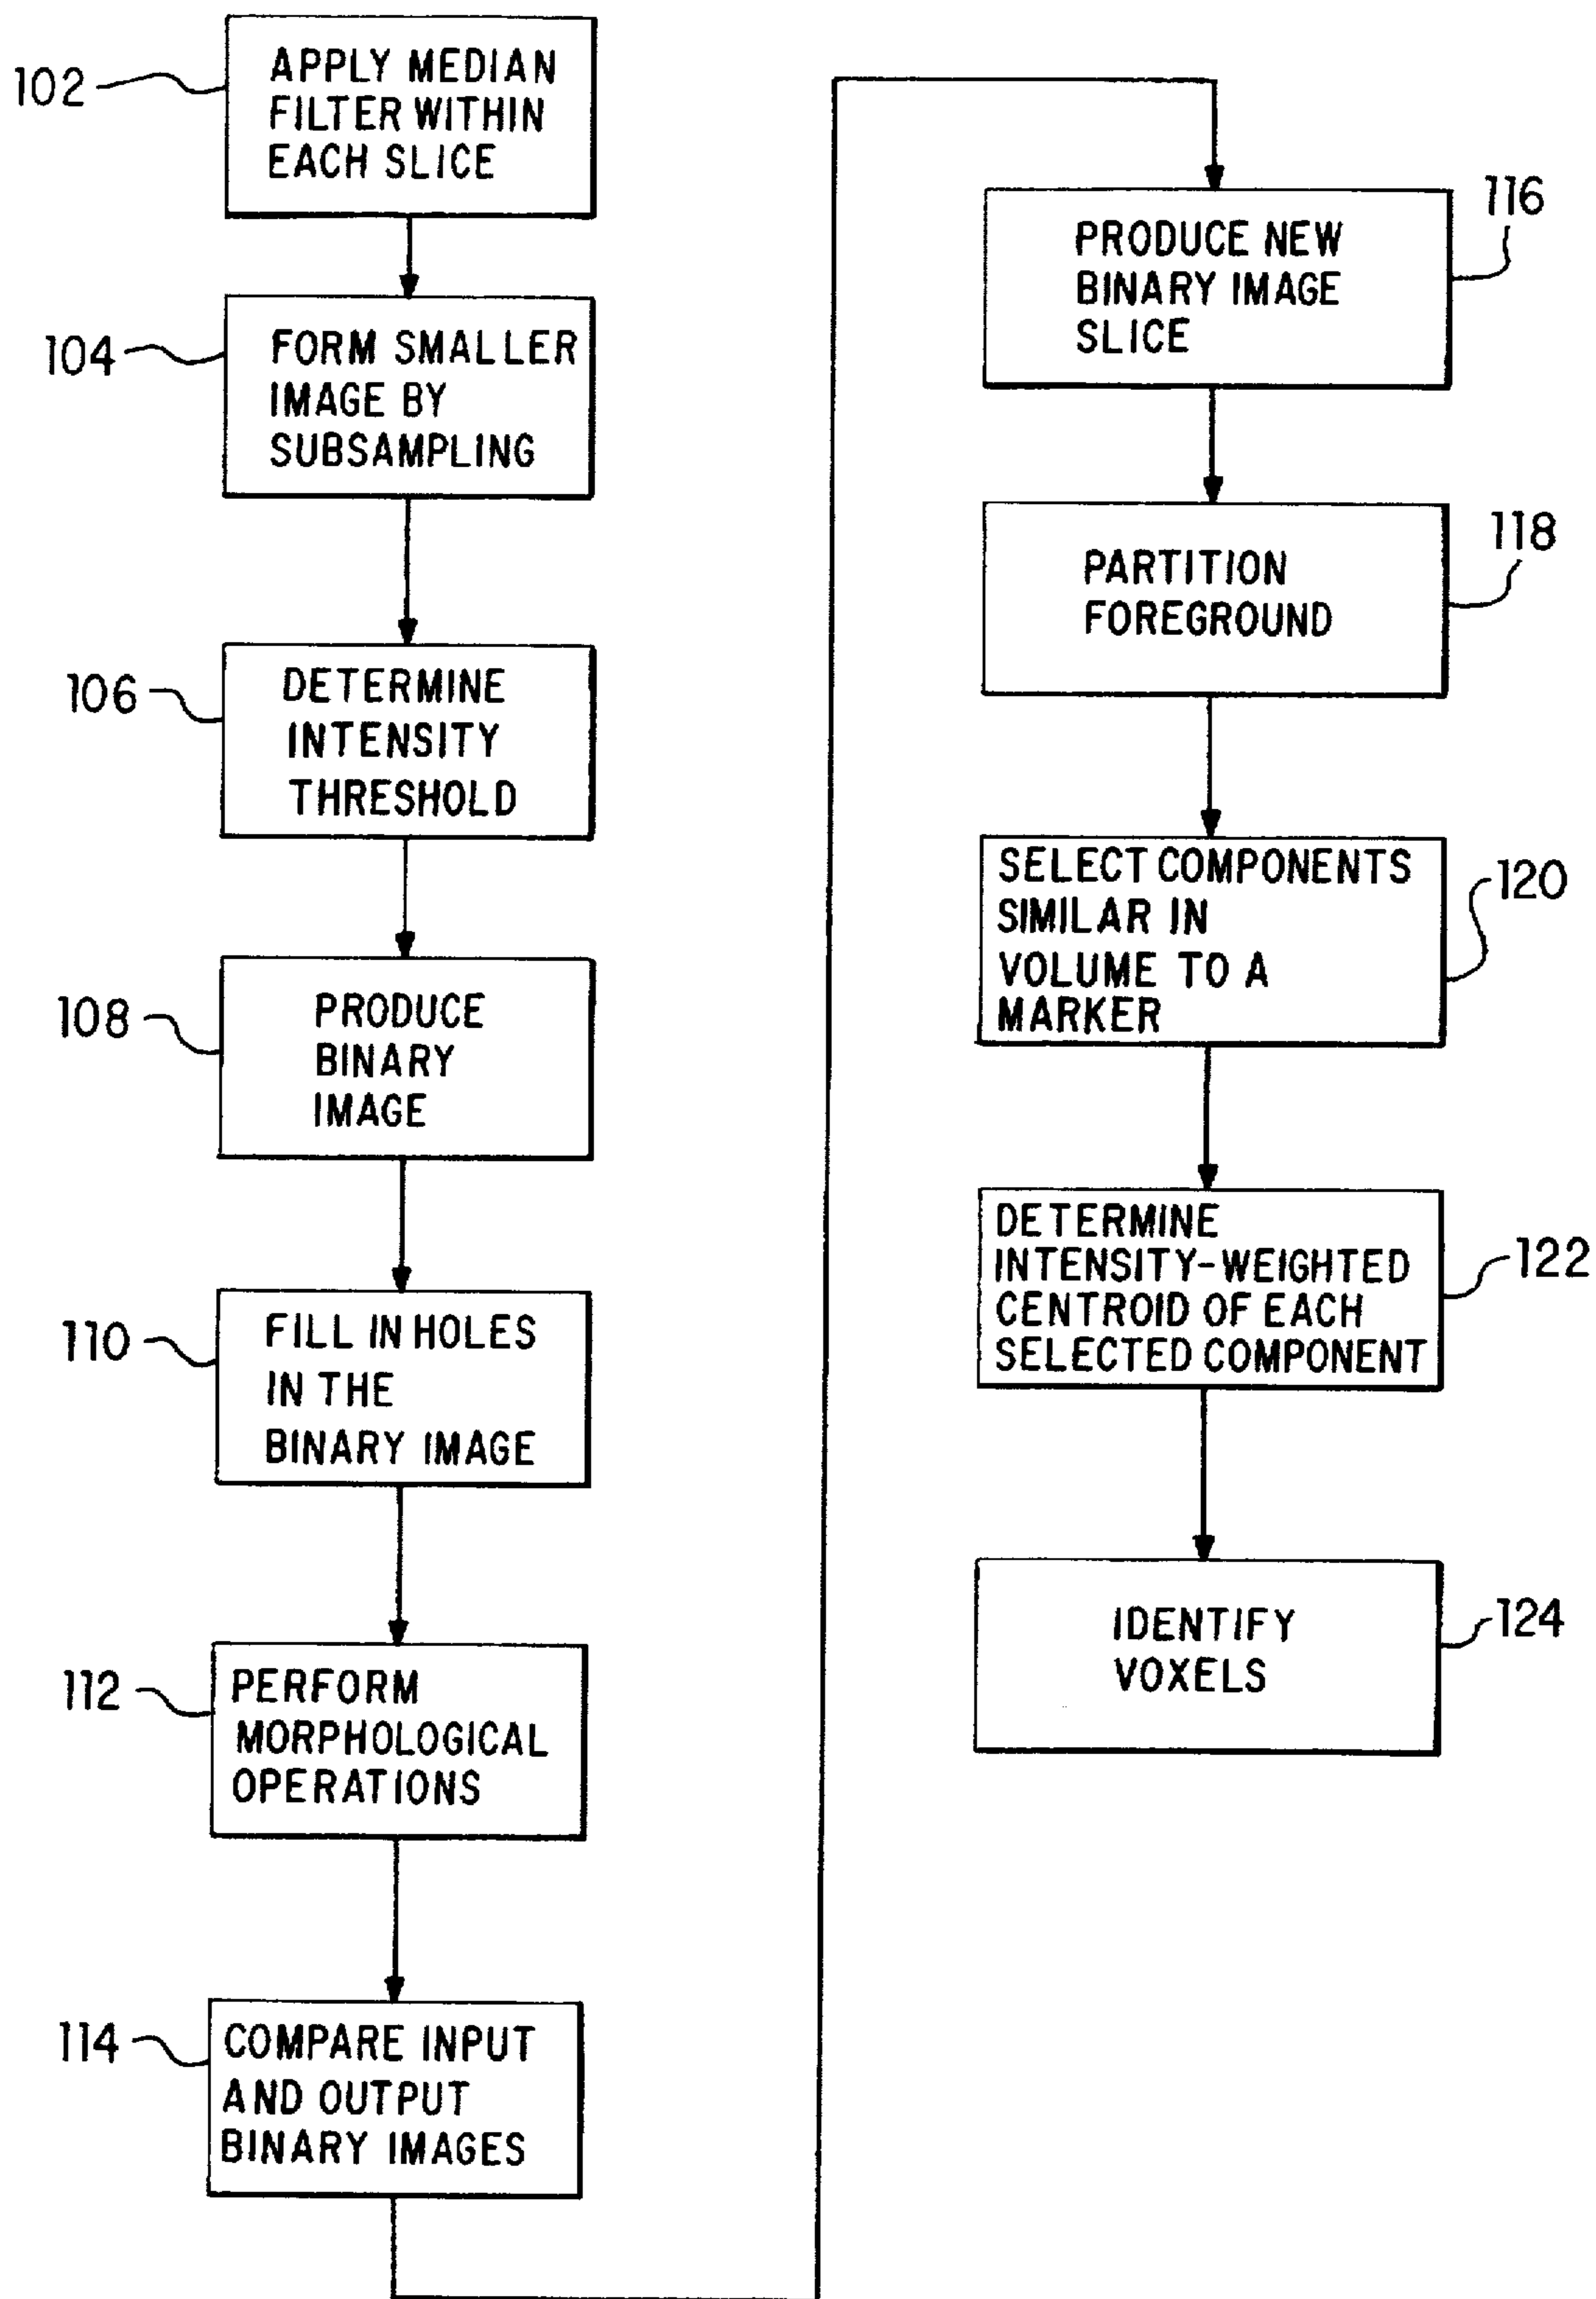 102
APPLY MEDIAN
FILTER WITHIN
EACH SLICE
104
FORM SMALLER
IMAGE BY
SUBSAMPLING
106
DETERMINE
INTENSITY
THRESHOLD
108
PRODUCE
BINARY
IMAGE
110
FILL IN HOLES
IN THE
BINARY IMAGE
112
PERFORM
MORPHOLOGICAL
OPERATIONS
114
COMPARE INPUT
AND OUTPUT
BINARY IMAGES
116
PRODUCE NEW
BINARY IMAGE
SLICE
118
PARTITION
FOREGROUND
120
SELECT COMPONENTS
SIMILAR IN
VOLUME TO A
MARKER
122
DETERMINE
INTENSITY-WEIGHTED
CENTROID OF EACH
SELECTED COMPONENT
124
IDENTIFY
VOXELS